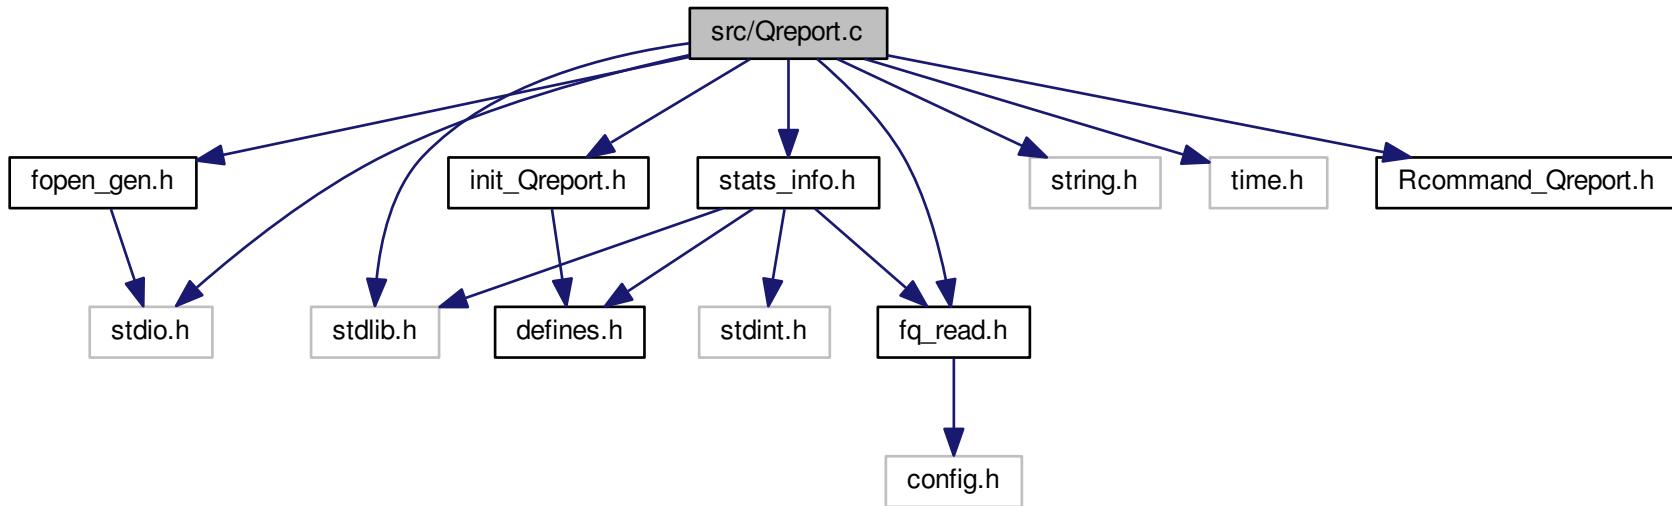 src/Qreport.c
fopen_gen.h
init_Qreport.h
stats_info.h
string.h
time.h
Rcommand_Qreport.h
stdio.h
stdlib.h
defines.h
stdint.h
fq_read.h
config.h